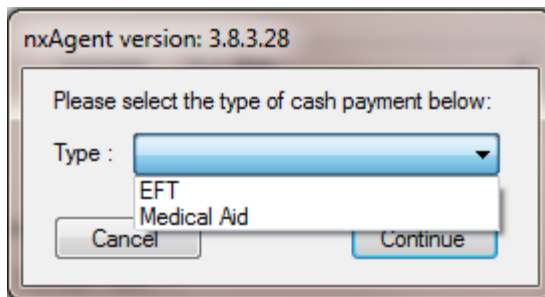 nxAgent version: 3.8.3.28
Please select the type of cash payment below:
Type :
EFT
Medical Aid
Cancel
Continue